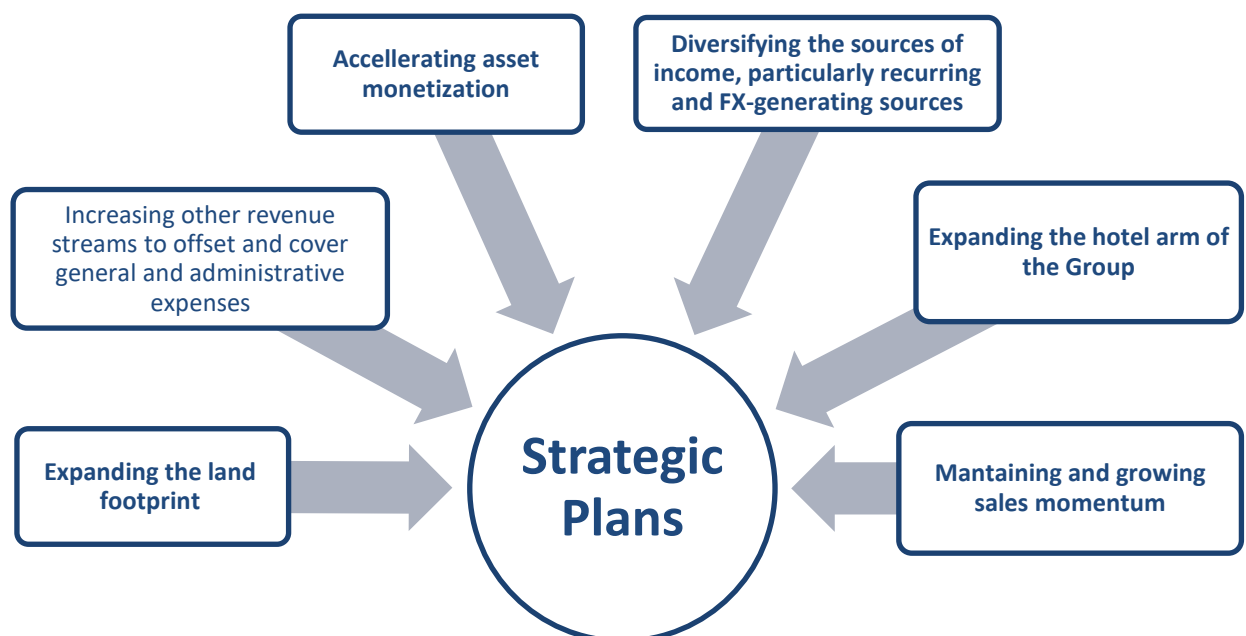 Accellerating asset
monetization
Diversifying the sources of
income, particularly recurring
and FX-generating sources
Increasing other revenue
streams to offset and cover
general and administrative
expenses
Expanding the hotel arm of
the Group
Expanding the land
footprint
Strategic
Plans
Mantaining and growing
sales momentum